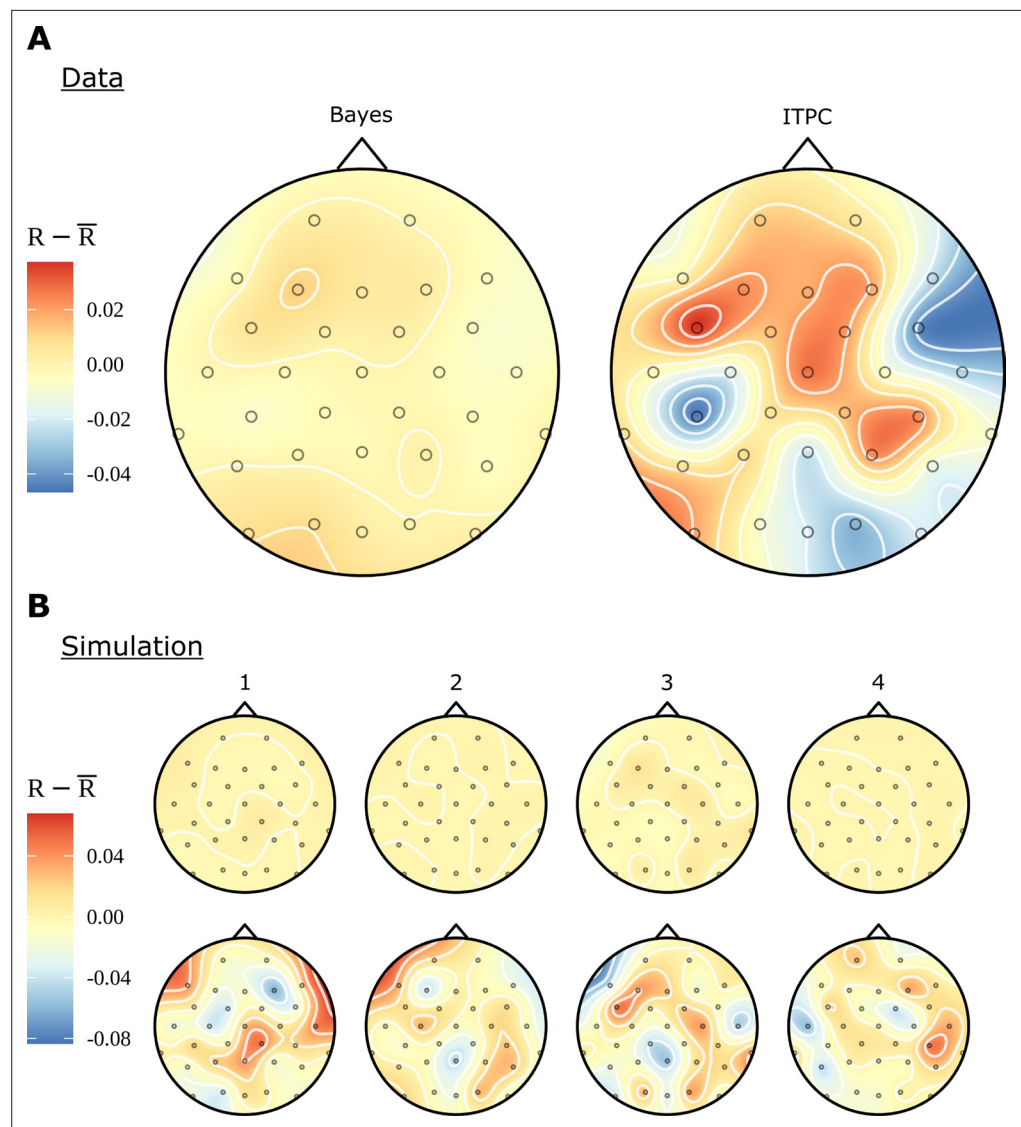 A
Data
Bayes ITPC
R − R̅
0.02
0.00
-0.02
-0.04
B
Simulation
1 2 3 4
R − R̅
0.04
0.00
-0.04
-0.08